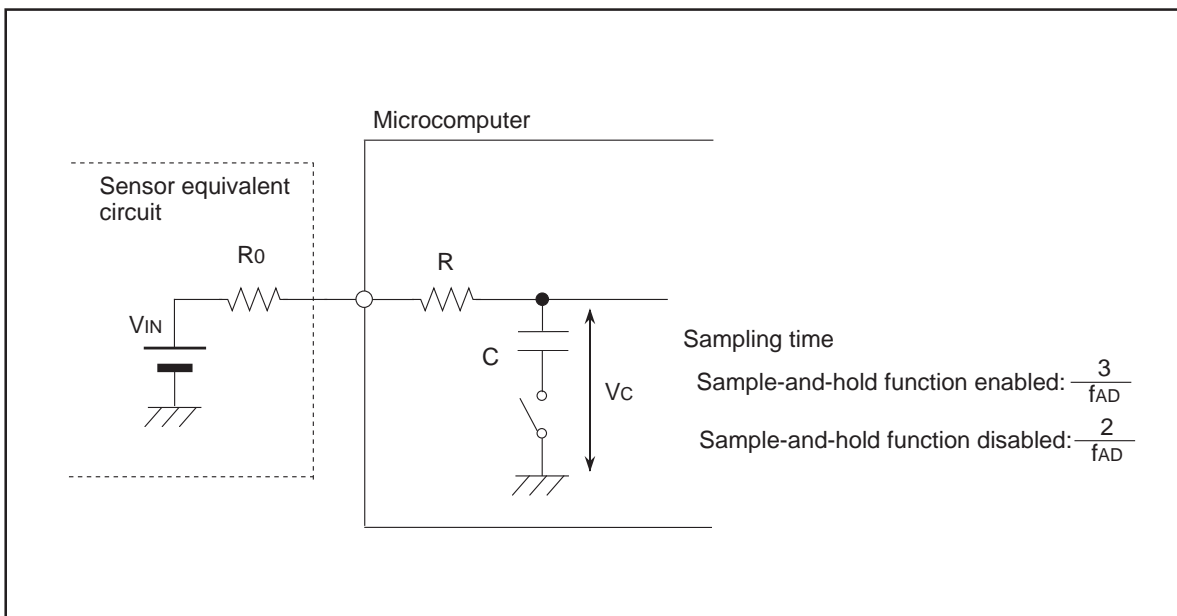 Microcomputer
Sensor equivalent
circuit
R0
R
VIN
C
VC
Sampling time
Sample-and-hold function enabled: 3
fAD
Sample-and-hold function disabled: 2
fAD